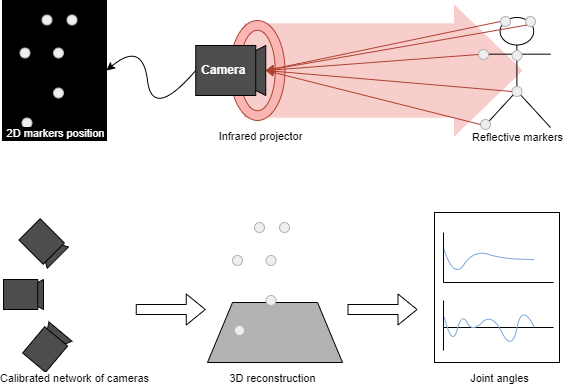 Camera
2D markers position
Infrared projector
Reflective markers
Calibrated network of cameras
3D reconstruction
Joint angles